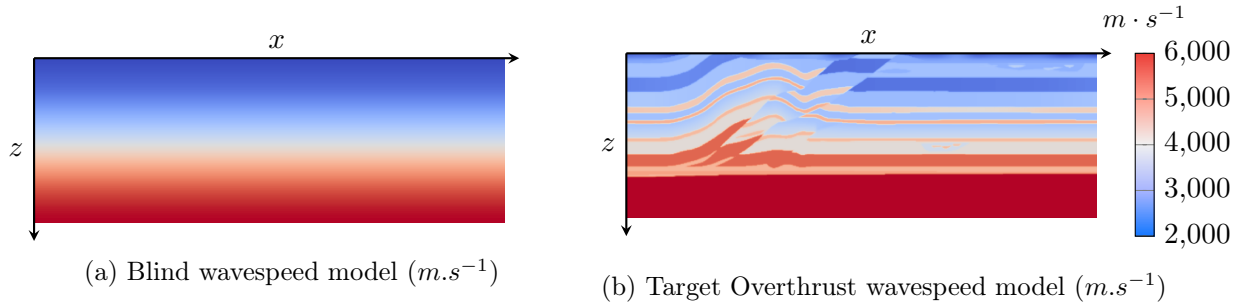 x
z
(a) Blind wavespeed model (m.s⁻¹)
x
z
m · s⁻¹
6,000
5,000
4,000
3,000
2,000
(b) Target Overthrust wavespeed model (m.s⁻¹)